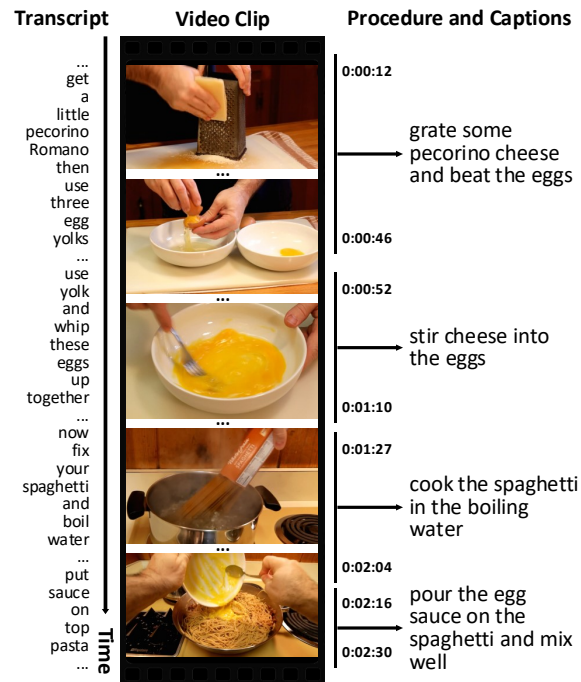 Transcript
Video Clip
Procedure and Captions
...
get
a
little
pecorino
Romano
then
use
three
egg
yolks
...
use
yolk
and
whip
these
eggs
up
together
...
now
fix
your
spaghetti
and
boil
water
...
put
sauce
on
top
pasta
...
Time
...
...
...
...
0:00:12
grate some
pecorino cheese
and beat the eggs
0:00:46
0:00:52
stir cheese into
the eggs
0:01:10
0:01:27
cook the spaghetti
in the boiling
water
0:02:04
0:02:16
pour the egg
sauce on the
spaghetti and mix
well
0:02:30